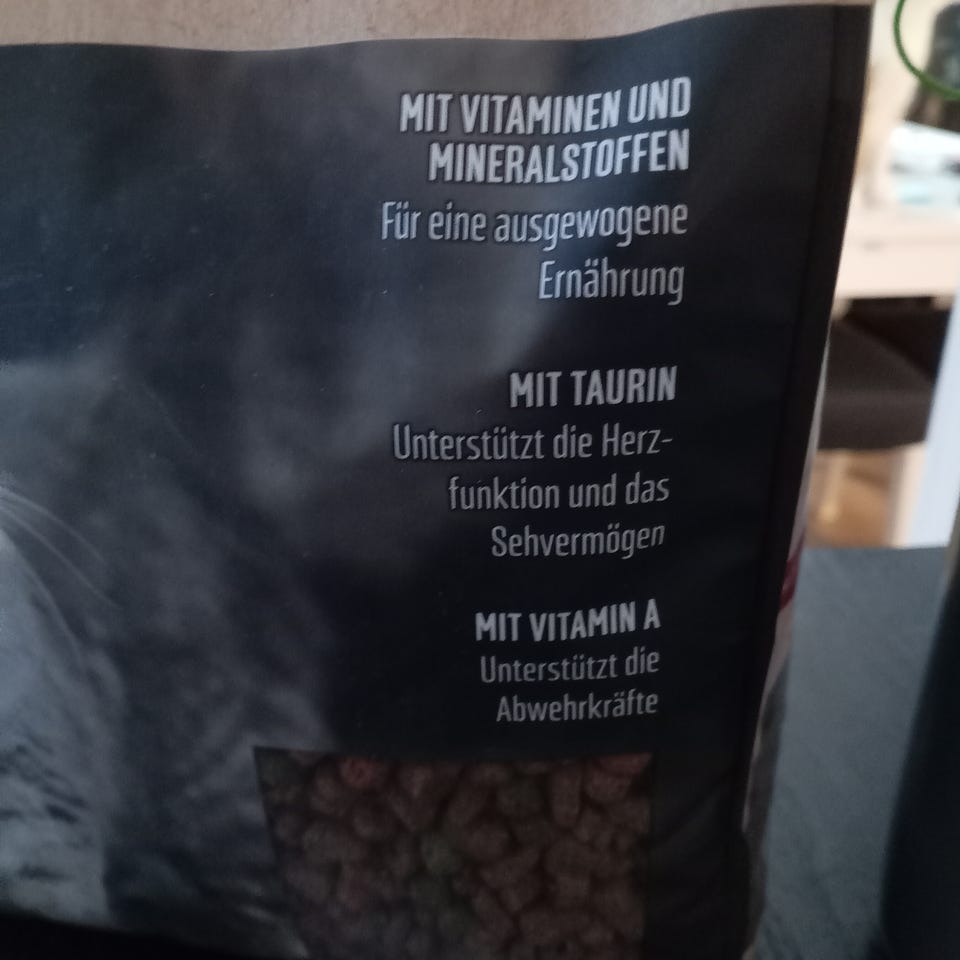 MIT VITAMINEN UND
MINERALSTOFFEN
Für eine ausgewogene
Ernährung
MIT TAURIN
Unterstützt die Herz-
funktion und das
Sehvermögen
MIT VITAMIN A
Unterstützt die
Abwehrkräfte